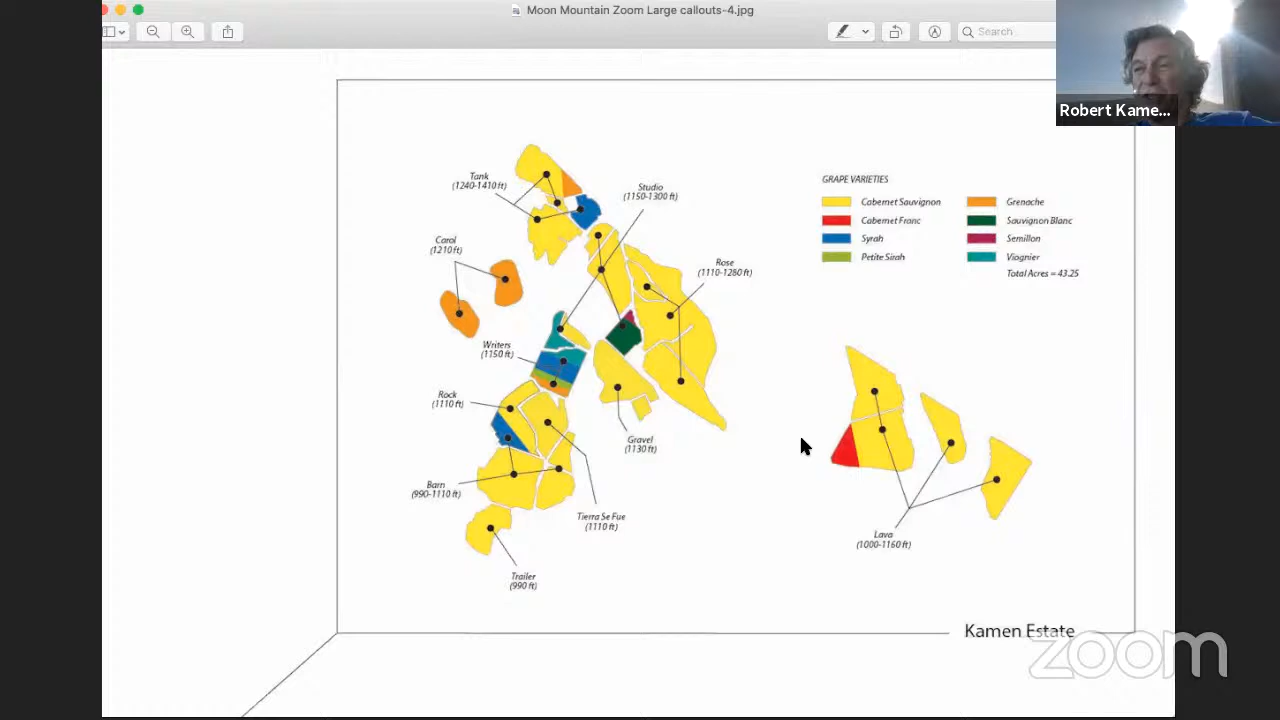 Moon Mountain Zoom Large callouts-4.jpg
Search
Robert Kame...
Tank
(1240-1410 ft)
Studio
(1150-1300 ft)
Carol
(1210 ft)
Rose
(1110-1280 ft)
Writers
(1150 ft)
Rock
(1110 ft)
Gravel
(1130 ft)
Barn
(990-1110 ft)
Tierra Se Fue
(1110 ft)
Trailer
(990 ft)
GRAPE VARIETIES
Cabernet Sauvignon
Cabernet Franc
Syrah
Petite Sirah
Grenache
Sauvignon Blanc
Semillon
Viognier
Total Acres = 43.25
Lava
(1000-1160 ft)
Kamen Estate
zoom